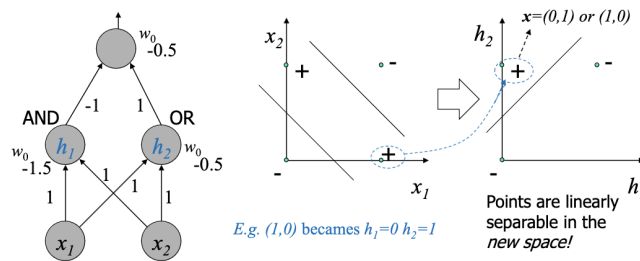 w0
-0.5
-1
1
AND
OR
h1
h2
w0
-1.5
w0
-0.5
1
1
1
1
x1
x2
x2
+
-
-
+
x1
E.g. (1,0) becames h1=0 h2=1
x=(0,1) or (1,0)
h2
+
-
-
h
Points are linearly
separable in the
new space!